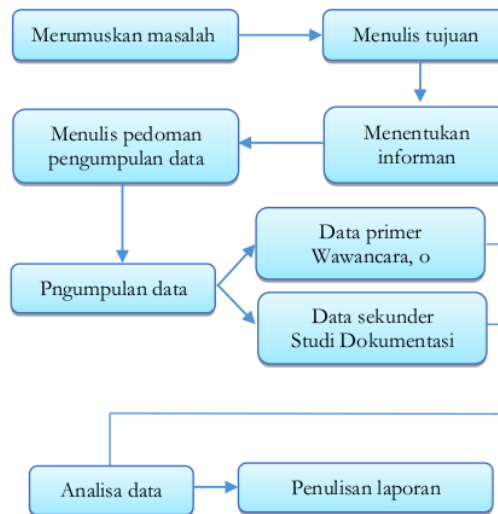 Merumuskan masalah
Menulis tujuan
Menulis pedoman
pengumpulan data
Menentukan
informan
Data primer
Wawancara, o
Pngumpulan data
Data sekunder
Studi Dokumentasi
Analisa data
Penulisan laporan